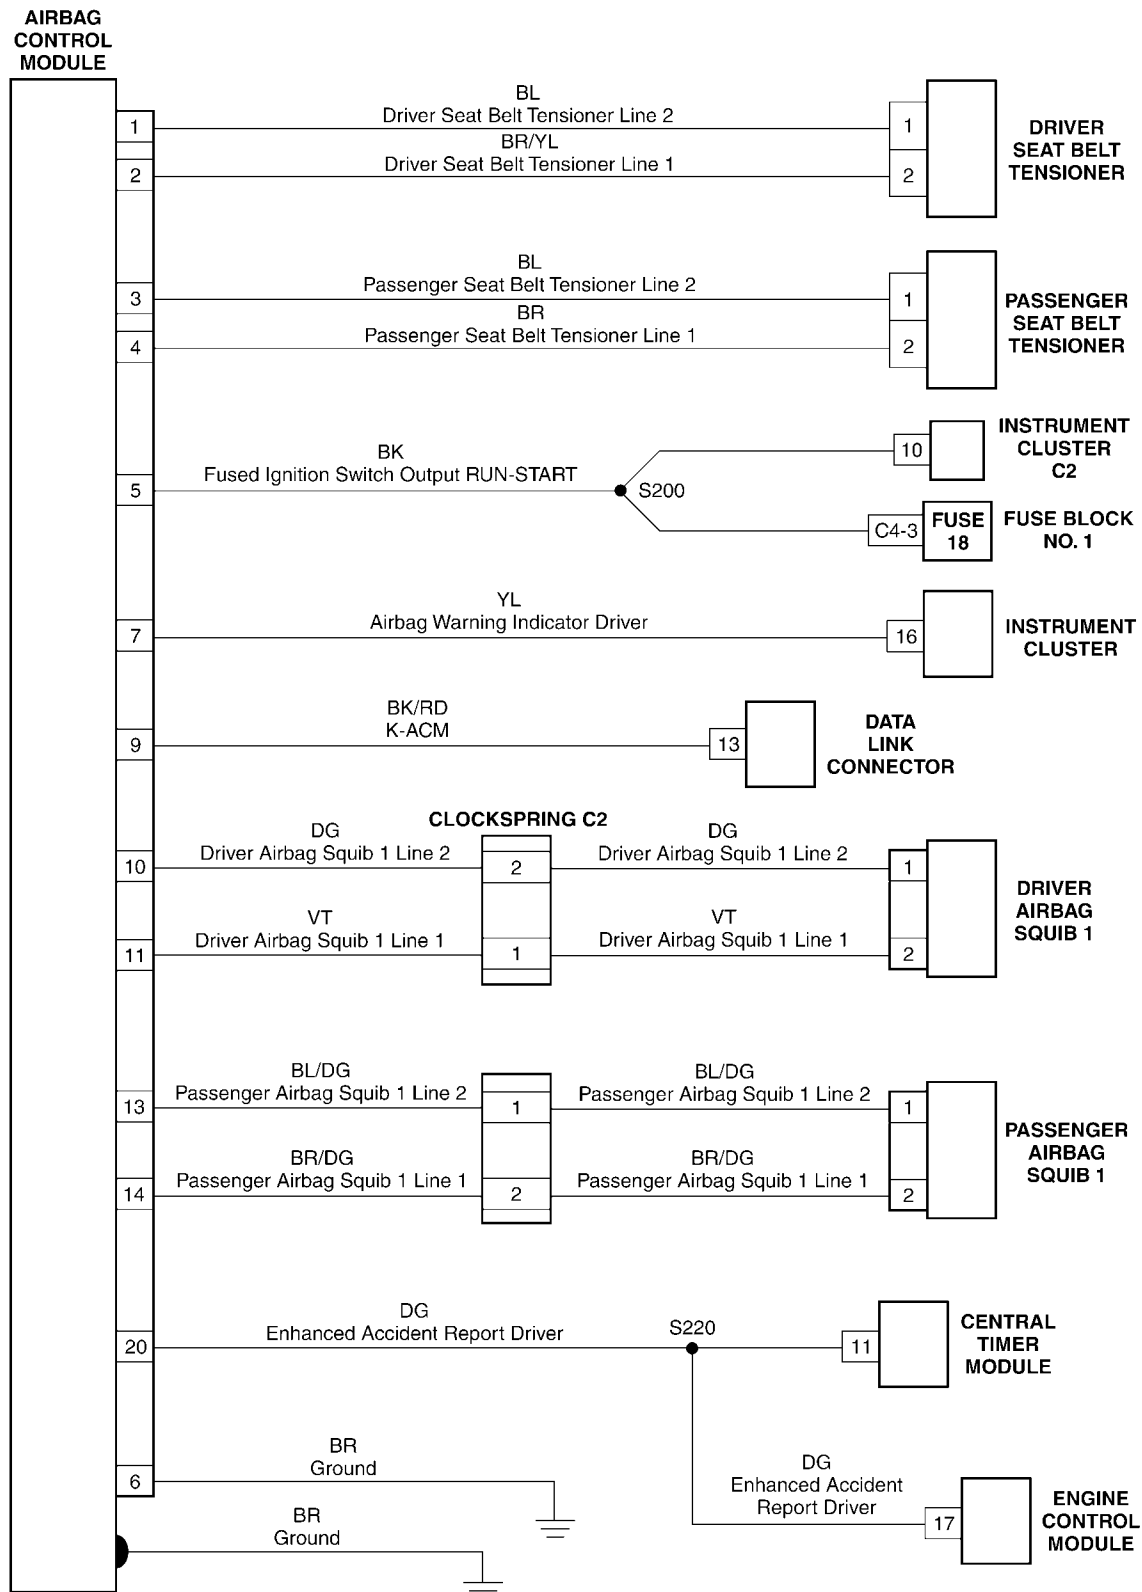 AIRBAG
CONTROL
MODULE
BL
1 Driver Seat Belt Tensioner Line 2 1
BR/YL
2 Driver Seat Belt Tensioner Line 1 2
DRIVER
SEAT BELT
TENSIONER
BL
3 Passenger Seat Belt Tensioner Line 2 1
BR
4 Passenger Seat Belt Tensioner Line 1 2
PASSENGER
SEAT BELT
TENSIONER
BK
5 Fused Ignition Switch Output RUN-START
S200
10
INSTRUMENT
CLUSTER
C2
C4-3
FUSE
18
FUSE BLOCK
NO. 1
YL
7 Airbag Warning Indicator Driver 16
INSTRUMENT
CLUSTER
BK/RD
9 K-ACM 13
DATA
LINK
CONNECTOR
CLOCKSPRING C2
DG DG
10 Driver Airbag Squib 1 Line 2 2 Driver Airbag Squib 1 Line 2 1
VT VT
11 Driver Airbag Squib 1 Line 1 1 Driver Airbag Squib 1 Line 1 2
DRIVER
AIRBAG
SQUIB 1
BL/DG BL/DG
13 Passenger Airbag Squib 1 Line 2 1 Passenger Airbag Squib 1 Line 2 1
BR/DG BR/DG
14 Passenger Airbag Squib 1 Line 1 2 Passenger Airbag Squib 1 Line 1 2
PASSENGER
AIRBAG
SQUIB 1
DG
20 Enhanced Accident Report Driver
S220
11
CENTRAL
TIMER
MODULE
BR
6 Ground
DG
Enhanced Accident
Report Driver
17
ENGINE
CONTROL
MODULE
BR
Ground